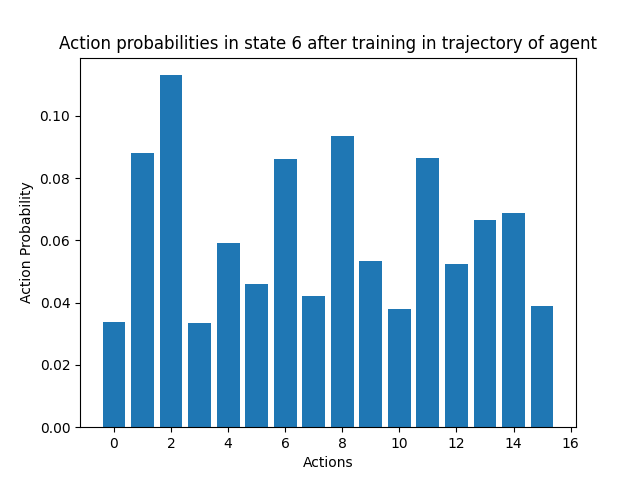 Action probabilities in state 6 after training in trajectory of agent
0.10
0.08
0.06
0.04
0.02
0.00
Action Probability
0 2 4 6 8 10 12 14 16
Actions